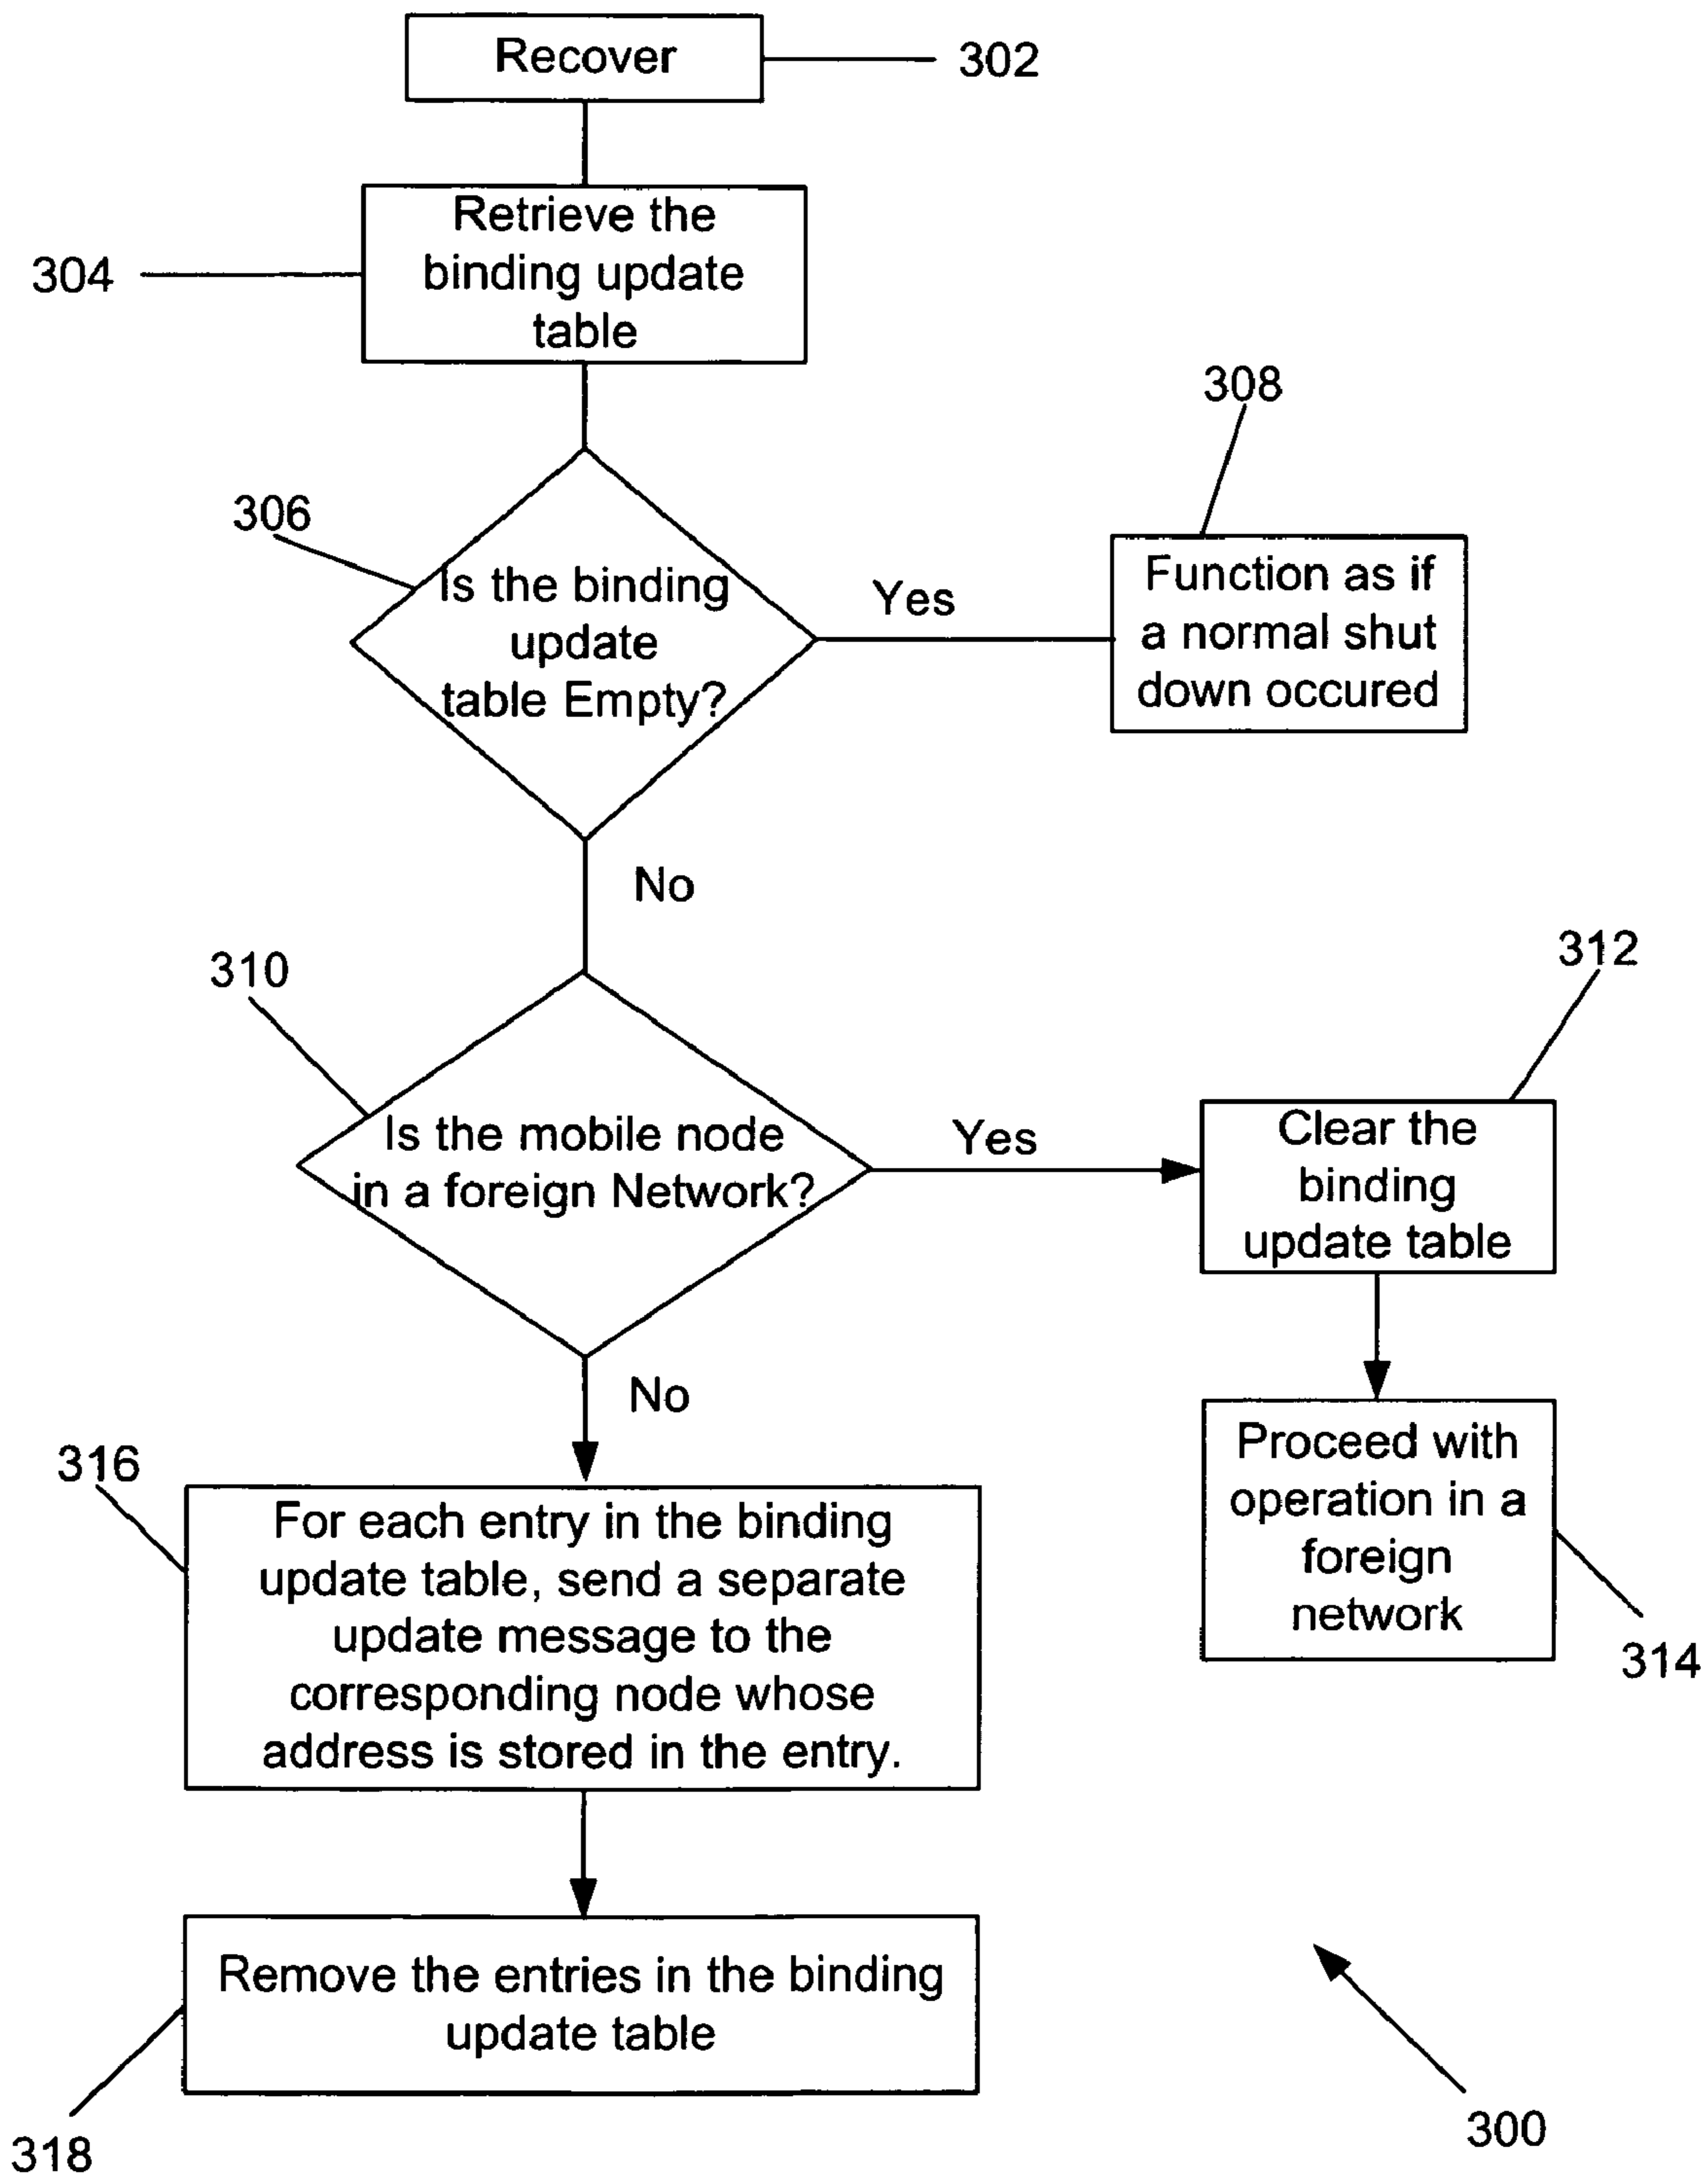 Recover
302
Retrieve the
binding update
table
304
308
306
Is the binding
update
table Empty?
Yes
Function as if
a normal shut
down occured
No
310
312
Is the mobile node
in a foreign Network?
Yes
Clear the
binding
update table
No
Proceed with
operation in a
foreign
network
314
316
For each entry in the binding
update table, send a separate
update message to the
corresponding node whose
address is stored in the entry.
Remove the entries in the binding
update table
318
300